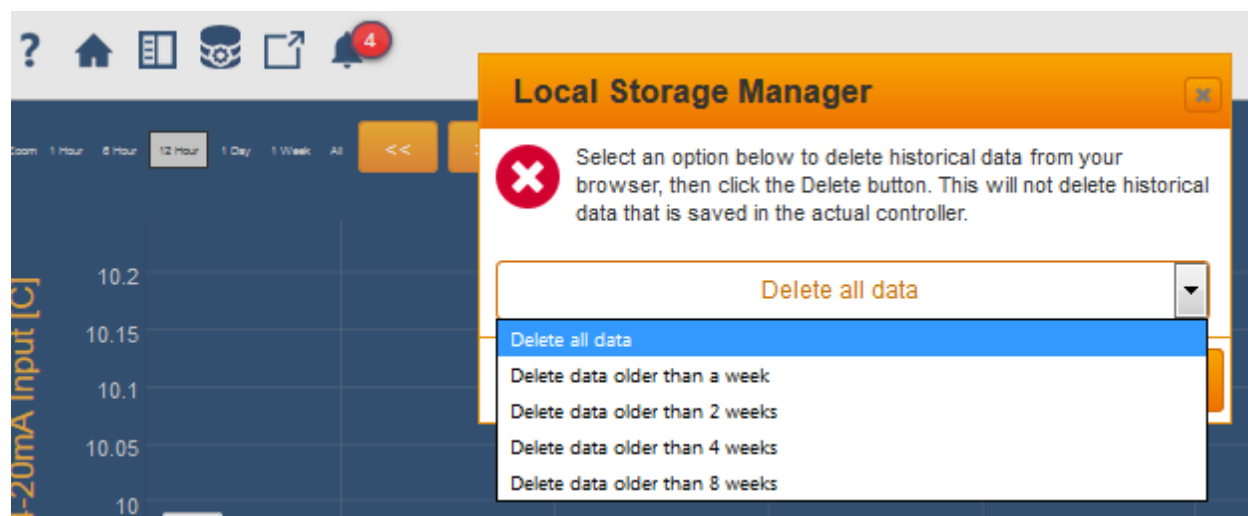 ?
4
Local Storage Manager
Zoom 1 Hour 6 Hour 12 Hour 1 Day 1 Week All <<
Select an option below to delete historical data from your
browser, then click the Delete button. This will not delete historical
data that is saved in the actual controller.
Delete all data
Delete all data
Delete data older than a week
Delete data older than 2 weeks
Delete data older than 4 weeks
Delete data older than 8 weeks
10.2
10.15
10.1
10.05
10
4-20mA Input [C]